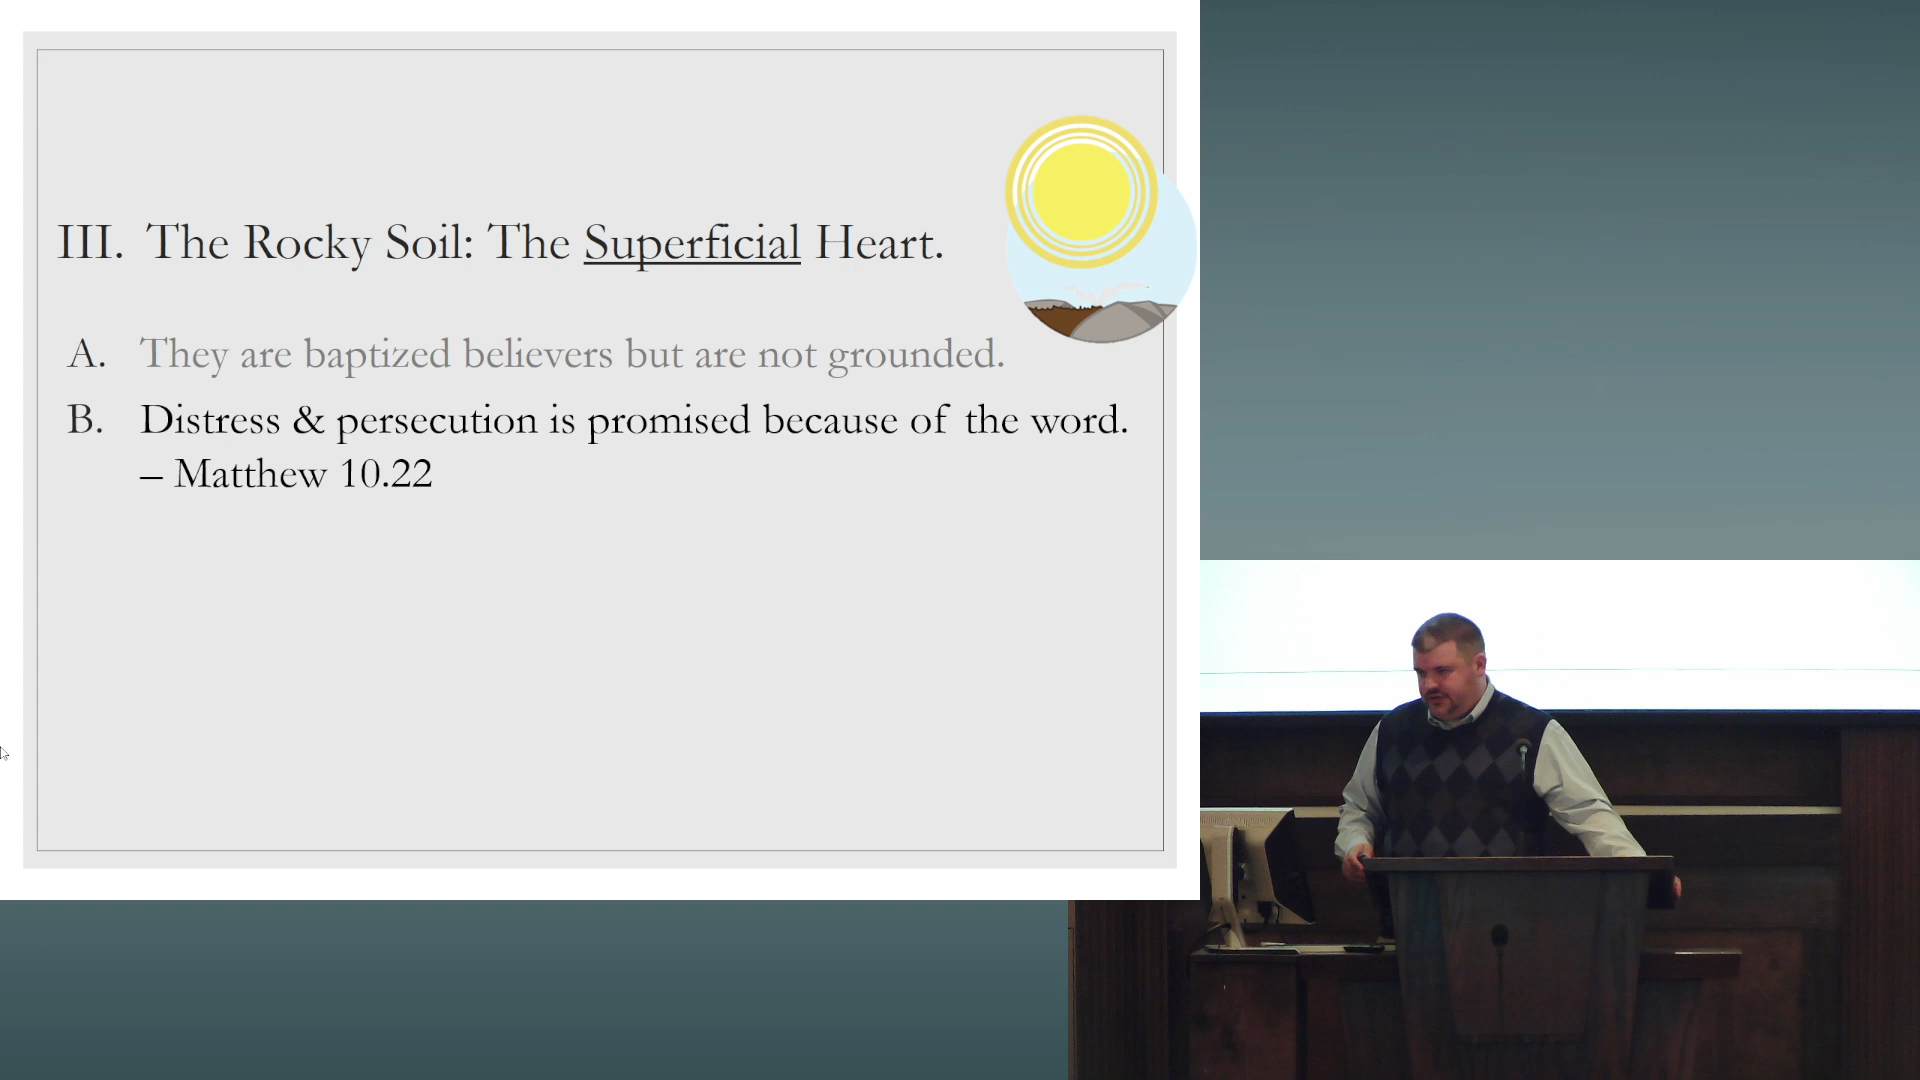 III. The Rocky Soil: The Superficial Heart.
A. They are baptized believers but are not grounded.
B. Distress & persecution is promised because of the word.
– Matthew 10.22